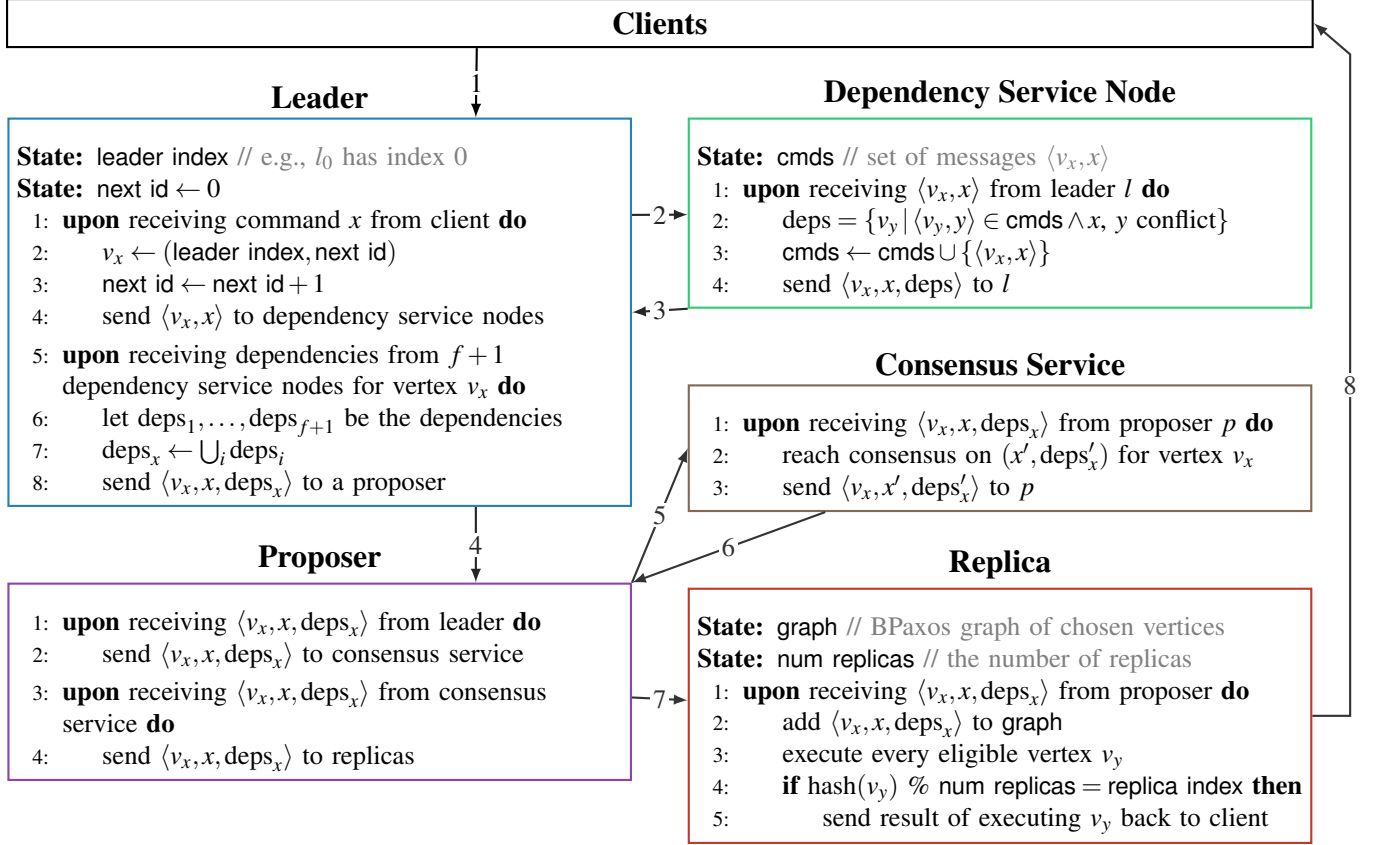 Clients
1
Leader
State: leader index // e.g., l₀ has index 0
State: next id ← 0
1: upon receiving command x from client do
2: vₓ ← (leader index, next id)
3: next id ← next id + 1
4: send ⟨vₓ, x⟩ to dependency service nodes
5: upon receiving dependencies from f + 1
dependency service nodes for vertex vₓ do
6: let deps₁, ..., deps_{f+1} be the dependencies
7: depsₓ ← ⋃ᵢ depsᵢ
8: send ⟨vₓ, x, depsₓ⟩ to a proposer
2
3
Dependency Service Node
State: cmds // set of messages ⟨vₓ, x⟩
1: upon receiving ⟨vₓ, x⟩ from leader l do
2: deps = {v_y | ⟨v_y, y⟩ ∈ cmds ∧ x, y conflict}
3: cmds ← cmds ∪ {⟨vₓ, x⟩}
4: send ⟨vₓ, x, deps⟩ to l
Consensus Service
1: upon receiving ⟨vₓ, x, depsₓ⟩ from proposer p do
2: reach consensus on (x′, deps′ₓ) for vertex vₓ
3: send ⟨vₓ, x′, deps′ₓ⟩ to p
4
5
6
Proposer
1: upon receiving ⟨vₓ, x, depsₓ⟩ from leader do
2: send ⟨vₓ, x, depsₓ⟩ to consensus service
3: upon receiving ⟨vₓ, x, depsₓ⟩ from consensus
service do
4: send ⟨vₓ, x, depsₓ⟩ to replicas
7
Replica
State: graph // BPaxos graph of chosen vertices
State: num replicas // the number of replicas
1: upon receiving ⟨vₓ, x, depsₓ⟩ from proposer do
2: add ⟨vₓ, x, depsₓ⟩ to graph
3: execute every eligible vertex v_y
4: if hash(v_y) % num replicas = replica index then
5: send result of executing v_y back to client
8